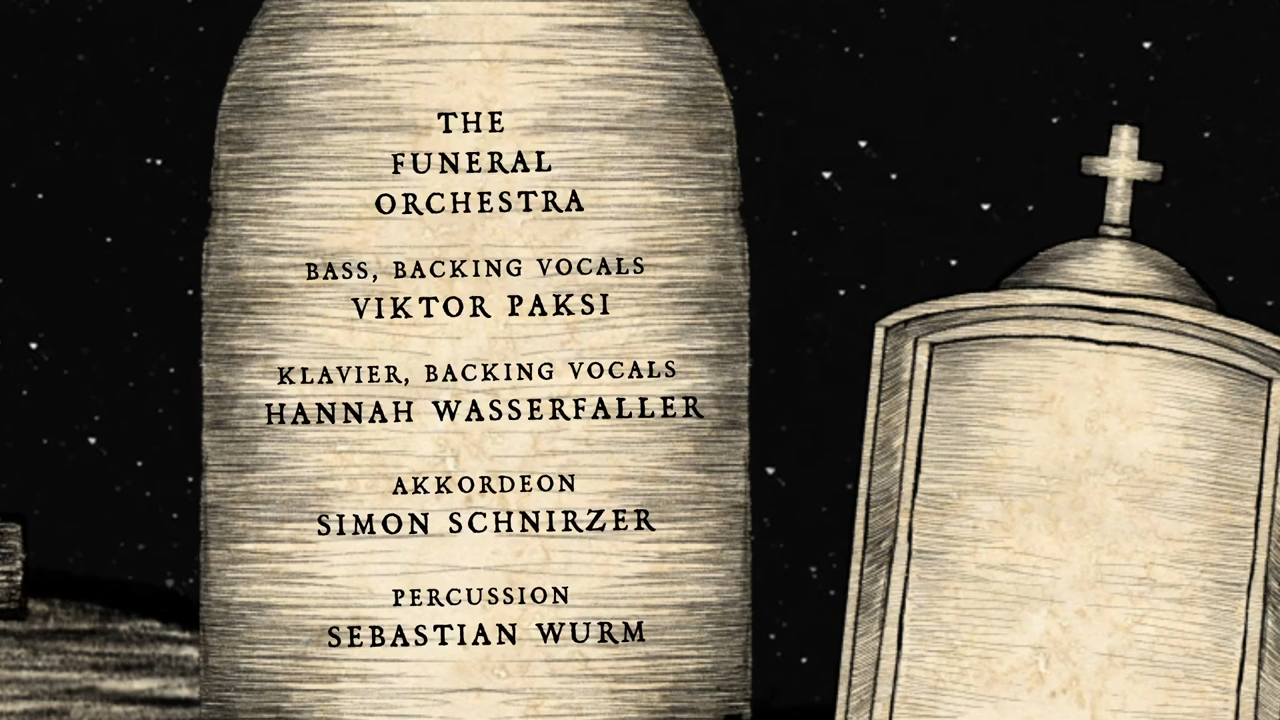 THE
FUNERAL
ORCHESTRA
BASS, BACKING VOCALS
VIKTOR PAKSI
KLAVIER, BACKING VOCALS
HANNAH WASSERFALLER
AKKORDEON
SIMON SCHNIRZER
PERCUSSION
SEBASTIAN WURM